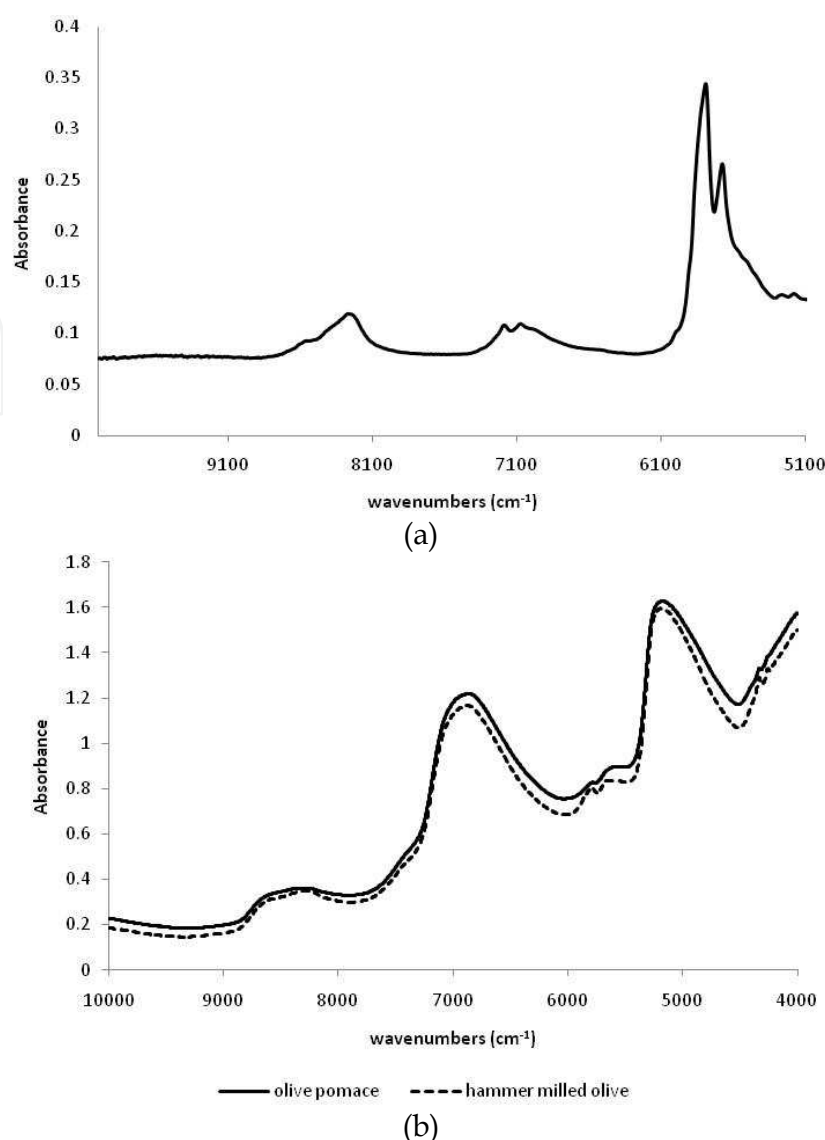 0.4
0.35
0.3
0.25
0.2
0.15
0.1
0.05
0
Absorbance
9100 8100 7100 6100 5100
wavenumbers (cm-1)
(a)
1.8
1.6
1.4
1.2
1
0.8
0.6
0.4
0.2
0
Absorbance
10000 9000 8000 7000 6000 5000 4000
wavenumbers (cm-1)
olive pomace hammer milled olive
(b)